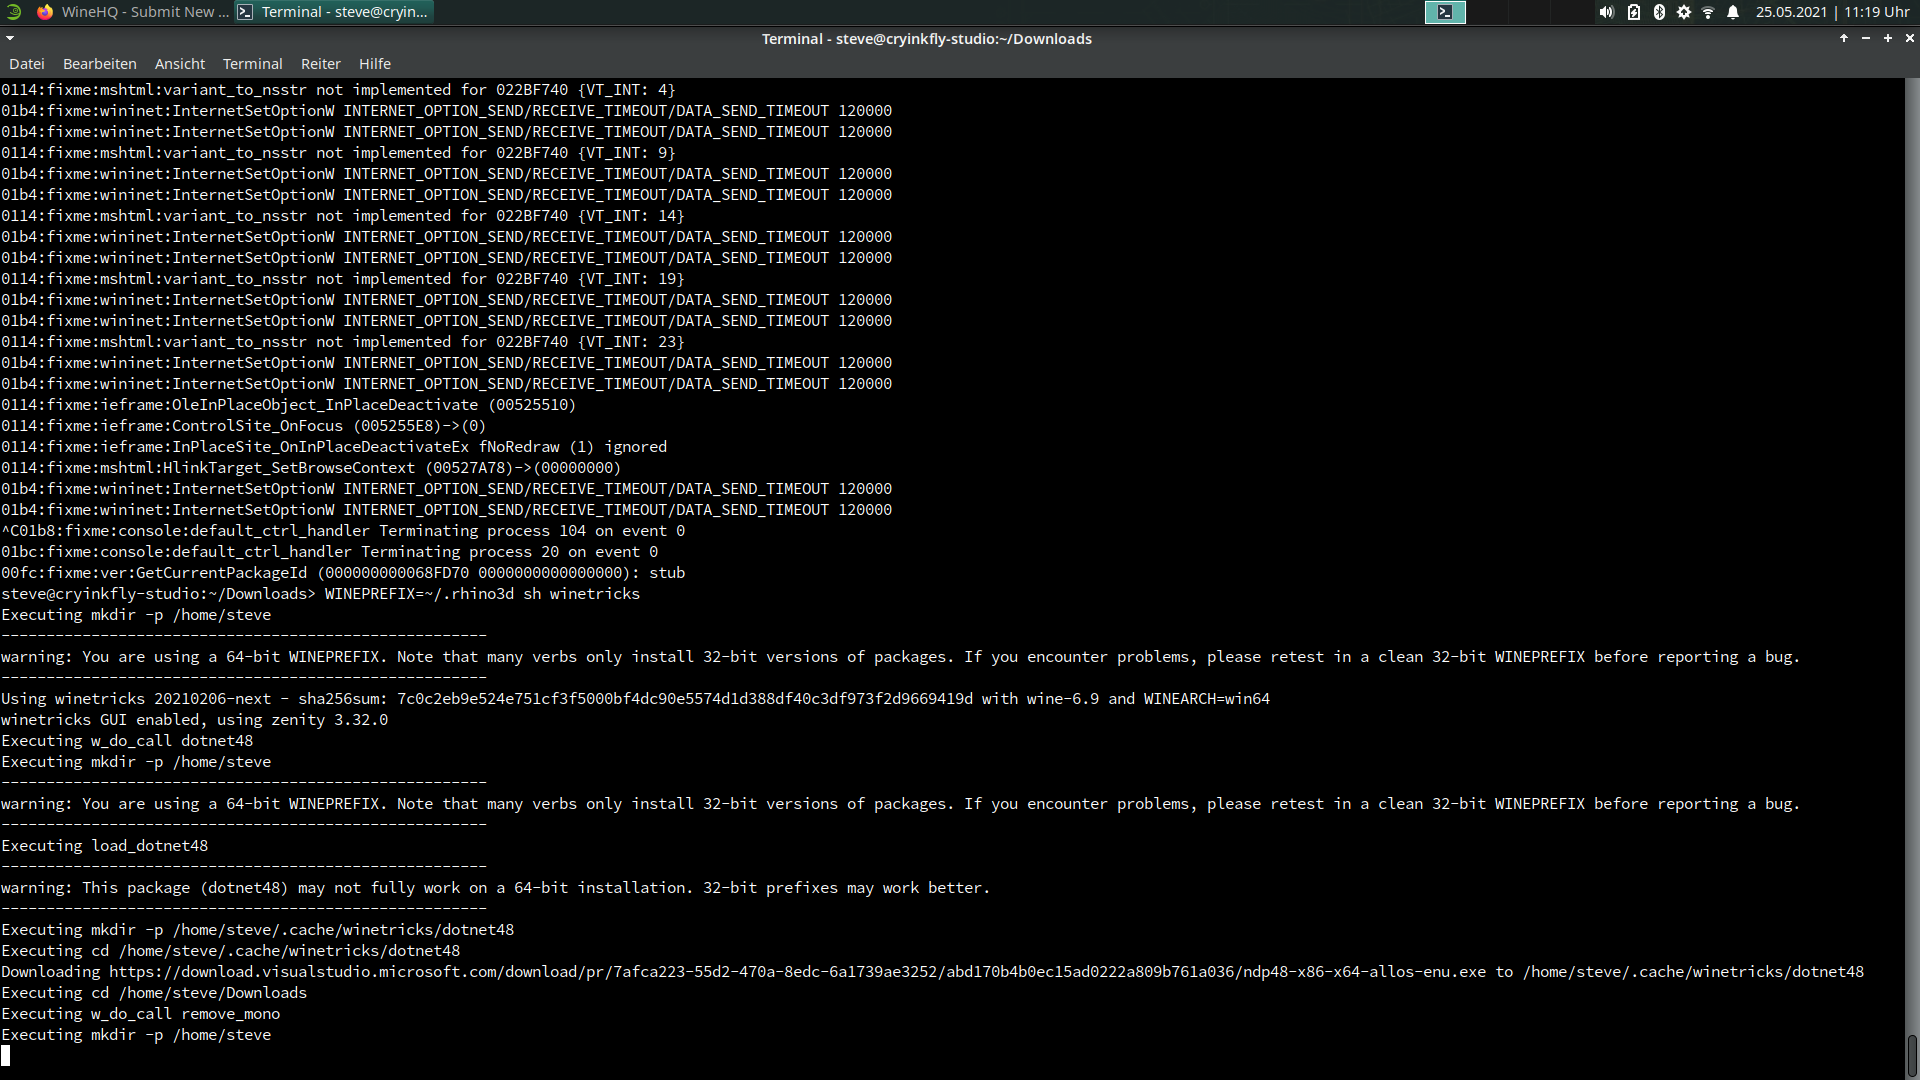 WineHQ - Submit New ... Terminal - steve@cryin... 25.05.2021 | 11:19 Uhr
Terminal - steve@cryinkfly-studio:~/Downloads
Datei Bearbeiten Ansicht Terminal Reiter Hilfe
0114:fixme:mshtml:variant_to_nsstr not implemented for 022BF740 {VT_INT: 4}
01b4:fixme:wininet:InternetSetOptionW INTERNET_OPTION_SEND/RECEIVE_TIMEOUT/DATA_SEND_TIMEOUT 120000
01b4:fixme:wininet:InternetSetOptionW INTERNET_OPTION_SEND/RECEIVE_TIMEOUT/DATA_SEND_TIMEOUT 120000
0114:fixme:mshtml:variant_to_nsstr not implemented for 022BF740 {VT_INT: 9}
01b4:fixme:wininet:InternetSetOptionW INTERNET_OPTION_SEND/RECEIVE_TIMEOUT/DATA_SEND_TIMEOUT 120000
01b4:fixme:wininet:InternetSetOptionW INTERNET_OPTION_SEND/RECEIVE_TIMEOUT/DATA_SEND_TIMEOUT 120000
0114:fixme:mshtml:variant_to_nsstr not implemented for 022BF740 {VT_INT: 14}
01b4:fixme:wininet:InternetSetOptionW INTERNET_OPTION_SEND/RECEIVE_TIMEOUT/DATA_SEND_TIMEOUT 120000
01b4:fixme:wininet:InternetSetOptionW INTERNET_OPTION_SEND/RECEIVE_TIMEOUT/DATA_SEND_TIMEOUT 120000
0114:fixme:mshtml:variant_to_nsstr not implemented for 022BF740 {VT_INT: 19}
01b4:fixme:wininet:InternetSetOptionW INTERNET_OPTION_SEND/RECEIVE_TIMEOUT/DATA_SEND_TIMEOUT 120000
01b4:fixme:wininet:InternetSetOptionW INTERNET_OPTION_SEND/RECEIVE_TIMEOUT/DATA_SEND_TIMEOUT 120000
0114:fixme:mshtml:variant_to_nsstr not implemented for 022BF740 {VT_INT: 23}
01b4:fixme:wininet:InternetSetOptionW INTERNET_OPTION_SEND/RECEIVE_TIMEOUT/DATA_SEND_TIMEOUT 120000
01b4:fixme:wininet:InternetSetOptionW INTERNET_OPTION_SEND/RECEIVE_TIMEOUT/DATA_SEND_TIMEOUT 120000
0114:fixme:ieframe:OleInPlaceObject_InPlaceDeactivate (00525510)
0114:fixme:ieframe:ControlSite_OnFocus (005255E8)->(0)
0114:fixme:ieframe:InPlaceSite_OnInPlaceDeactivateEx fNoRedraw (1) ignored
0114:fixme:mshtml:HlinkTarget_SetBrowseContext (00527A78)->(00000000)
01b4:fixme:wininet:InternetSetOptionW INTERNET_OPTION_SEND/RECEIVE_TIMEOUT/DATA_SEND_TIMEOUT 120000
01b4:fixme:wininet:InternetSetOptionW INTERNET_OPTION_SEND/RECEIVE_TIMEOUT/DATA_SEND_TIMEOUT 120000
^C01b8:fixme:console:default_ctrl_handler Terminating process 104 on event 0
01bc:fixme:console:default_ctrl_handler Terminating process 20 on event 0
00fc:fixme:ver:GetCurrentPackageId (000000000068FD70 0000000000000000): stub
steve@cryinkfly-studio:~/Downloads> WINEPREFIX=~/.rhino3d sh winetricks
Executing mkdir -p /home/steve
------------------------------------------------------
warning: You are using a 64-bit WINEPREFIX. Note that many verbs only install 32-bit versions of packages. If you encounter problems, please retest in a clean 32-bit WINEPREFIX before reporting a bug.
------------------------------------------------------
Using winetricks 20210206-next - sha256sum: 7c0c2eb9e524e751cf3f5000bf4dc90e5574d1d388df40c3df973f2d9669419d with wine-6.9 and WINEARCH=win64
winetricks GUI enabled, using zenity 3.32.0
Executing w_do_call dotnet48
Executing mkdir -p /home/steve
------------------------------------------------------
warning: You are using a 64-bit WINEPREFIX. Note that many verbs only install 32-bit versions of packages. If you encounter problems, please retest in a clean 32-bit WINEPREFIX before reporting a bug.
------------------------------------------------------
Executing load_dotnet48
------------------------------------------------------
warning: This package (dotnet48) may not fully work on a 64-bit installation. 32-bit prefixes may work better.
------------------------------------------------------
Executing mkdir -p /home/steve/.cache/winetricks/dotnet48
Executing cd /home/steve/.cache/winetricks/dotnet48
Downloading https://download.visualstudio.microsoft.com/download/pr/7afca223-55d2-470a-8edc-6a1739ae3252/abd170b4b0ec15ad0222a809b761a036/ndp48-x86-x64-allos-enu.exe to /home/steve/.cache/winetricks/dotnet48
Executing cd /home/steve/Downloads
Executing w_do_call remove_mono
Executing mkdir -p /home/steve